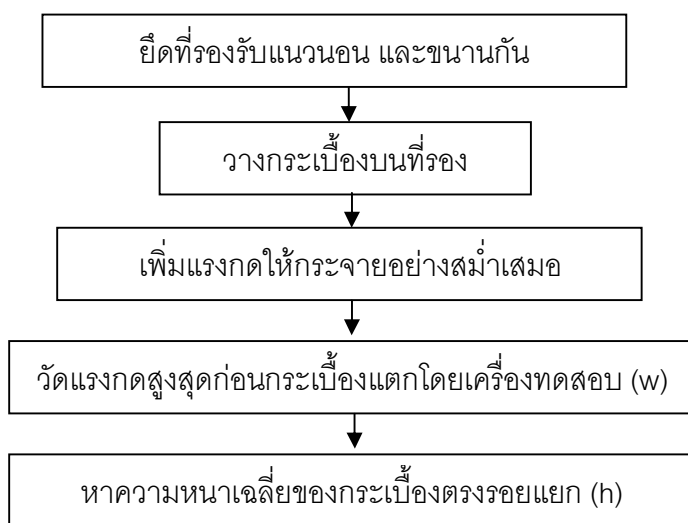 ยึดที่รองรับแนวนอน และขนานกัน
วางกระเบื้องบนที่รอง
เพิ่มแรงกดให้กระจายอย่างสม่ำเสมอ
วัดแรงกดสูงสุดก่อนกระเบื้องแตกโดยเครื่องทดสอบ (w)
หาความหนาเฉลี่ยของกระเบื้องตรงรอยแยก (h)